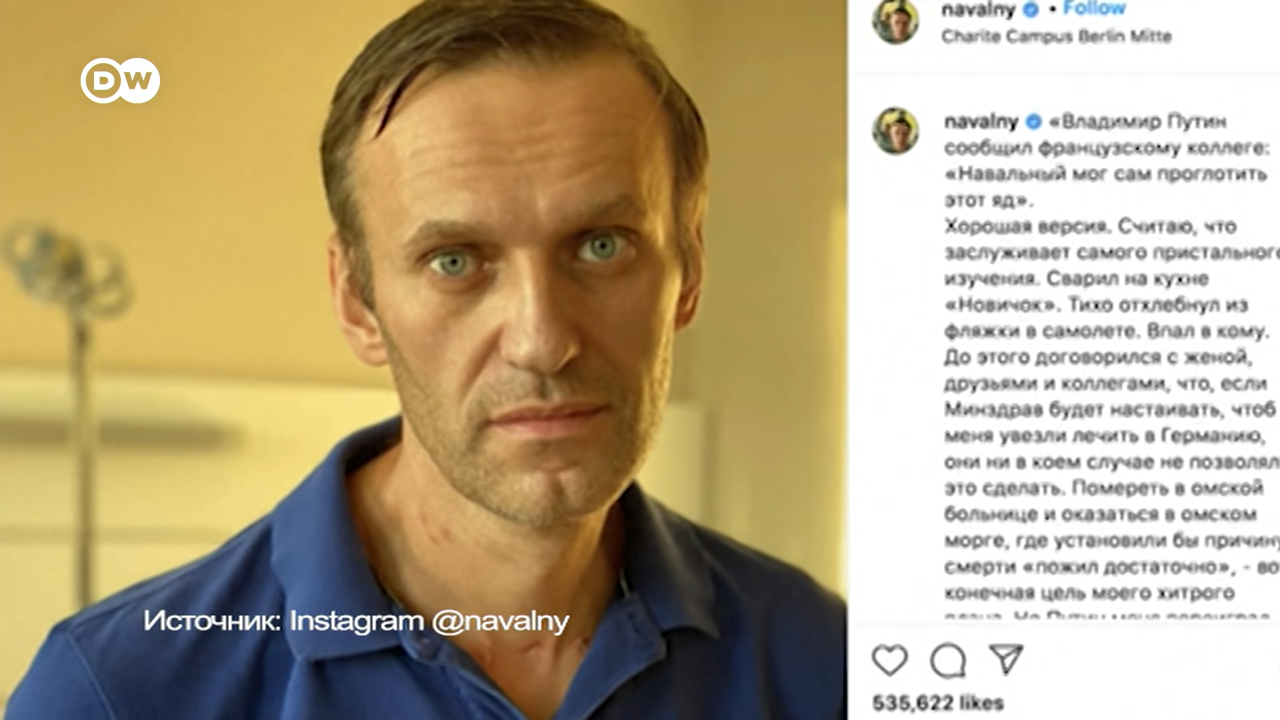 DW
navalny • Follow
Charite Campus Berlin Mitte
navalny «Владимир Путин
сообщил французскому коллеге:
«Навальный мог сам проглотить
этот яд».
Хорошая версия. Считаю, что
заслуживает самого пристального
изучения. Сварил на кухне
«Новичок». Тихо отхлебнул из
фляжки в самолете. Впал в кому.
До этого договорился с женой,
друзьями и коллегами, что, если
Минздрав будет настаивать, чтоб
меня увезли лечить в Германию,
они ни в коем случае не позволял
это сделать. Помереть в омской
больнице и оказаться в омском
морге, где установили бы причину
смерти «пожил достаточно», - во
конечная цель моего хитрого
535,622 likes
Источник: Instagram @navalny